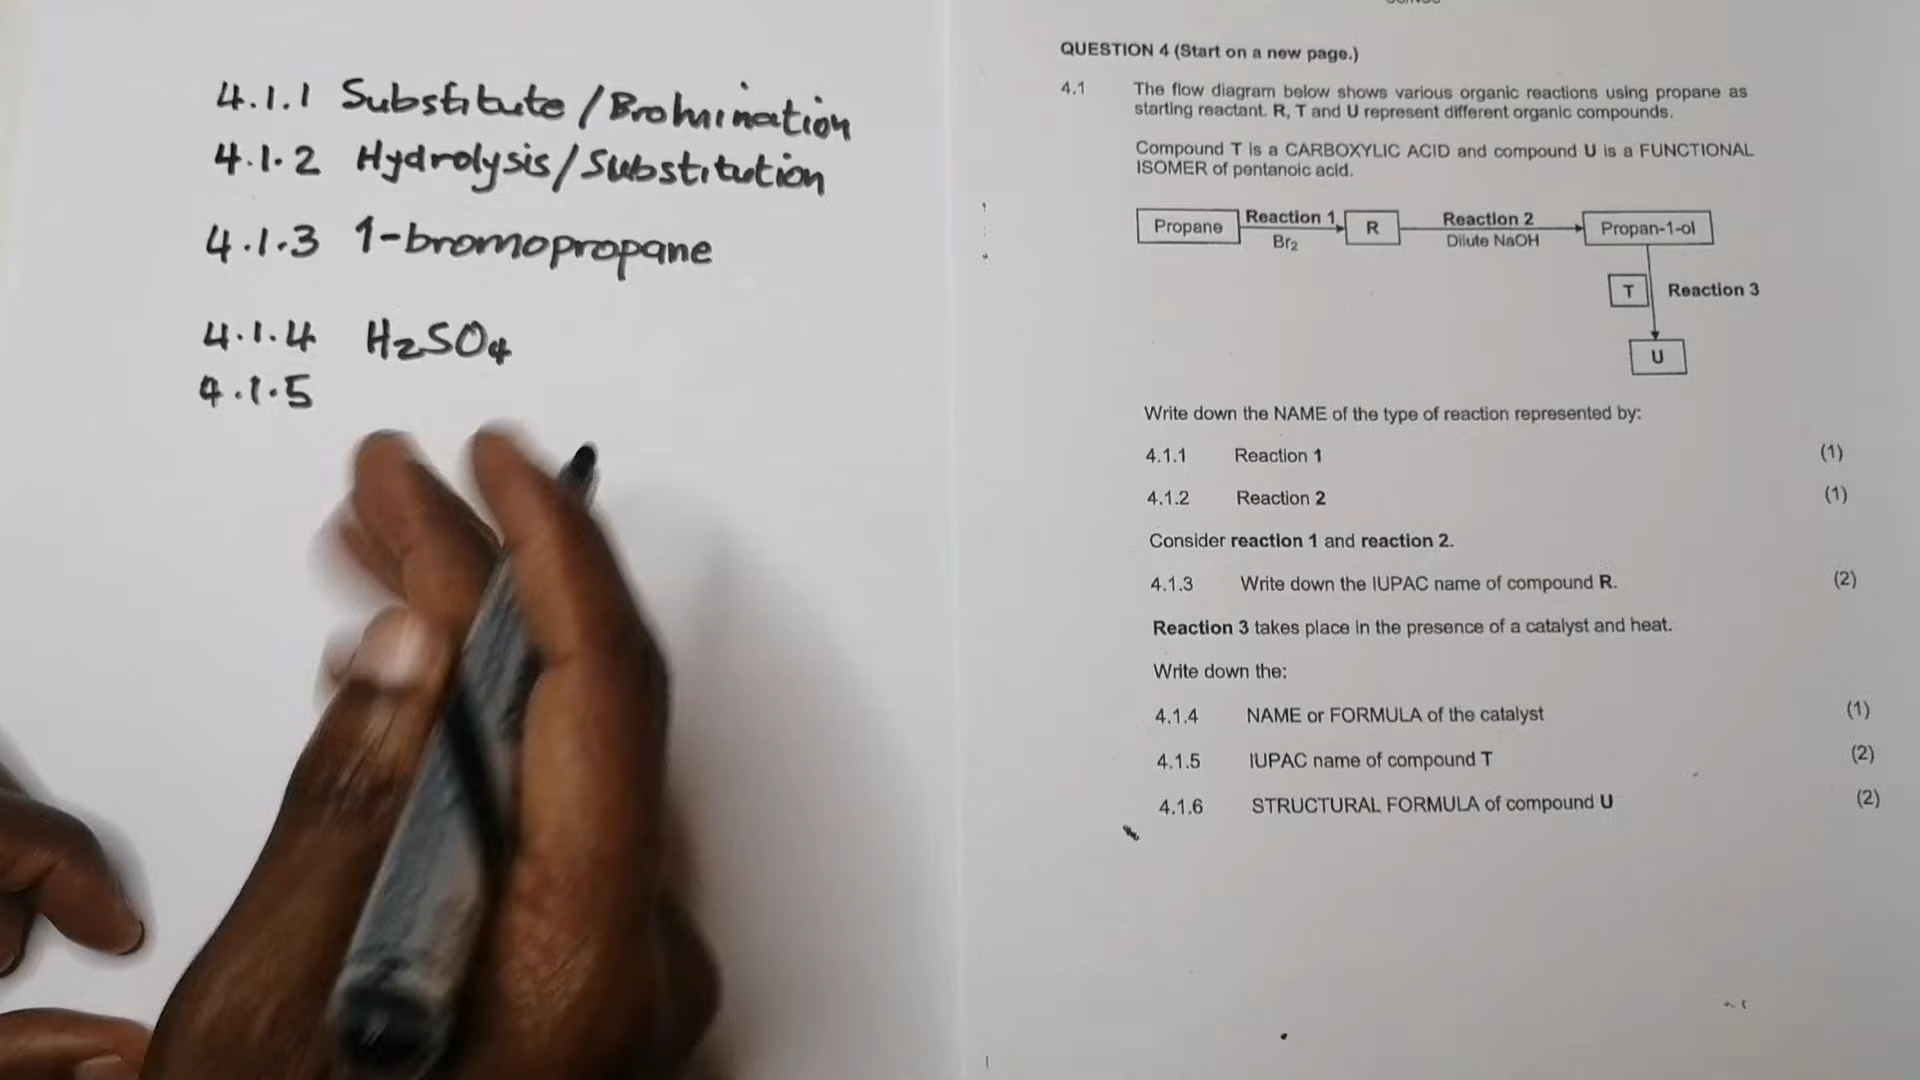 4.1.1 Substitute/Bromination
4.1.2 Hydrolysis/Substitution
4.1.3 1-bromopropane
4.1.4 H₂SO₄
4.1.5
QUESTION 4 (Start on a new page.)
4.1 The flow diagram below shows various organic reactions using propane as
starting reactant. R, T and U represent different organic compounds.
Compound T is a CARBOXYLIC ACID and compound U is a FUNCTIONAL
ISOMER of pentanoic acid.
Propane Reaction 1 R Reaction 2 Propan-1-ol
Br₂ Dilute NaOH
T Reaction 3
U
Write down the NAME of the type of reaction represented by:
4.1.1 Reaction 1 (1)
4.1.2 Reaction 2 (1)
Consider reaction 1 and reaction 2.
4.1.3 Write down the IUPAC name of compound R. (2)
Reaction 3 takes place in the presence of a catalyst and heat.
Write down the:
4.1.4 NAME or FORMULA of the catalyst (1)
4.1.5 IUPAC name of compound T (2)
4.1.6 STRUCTURAL FORMULA of compound U (2)